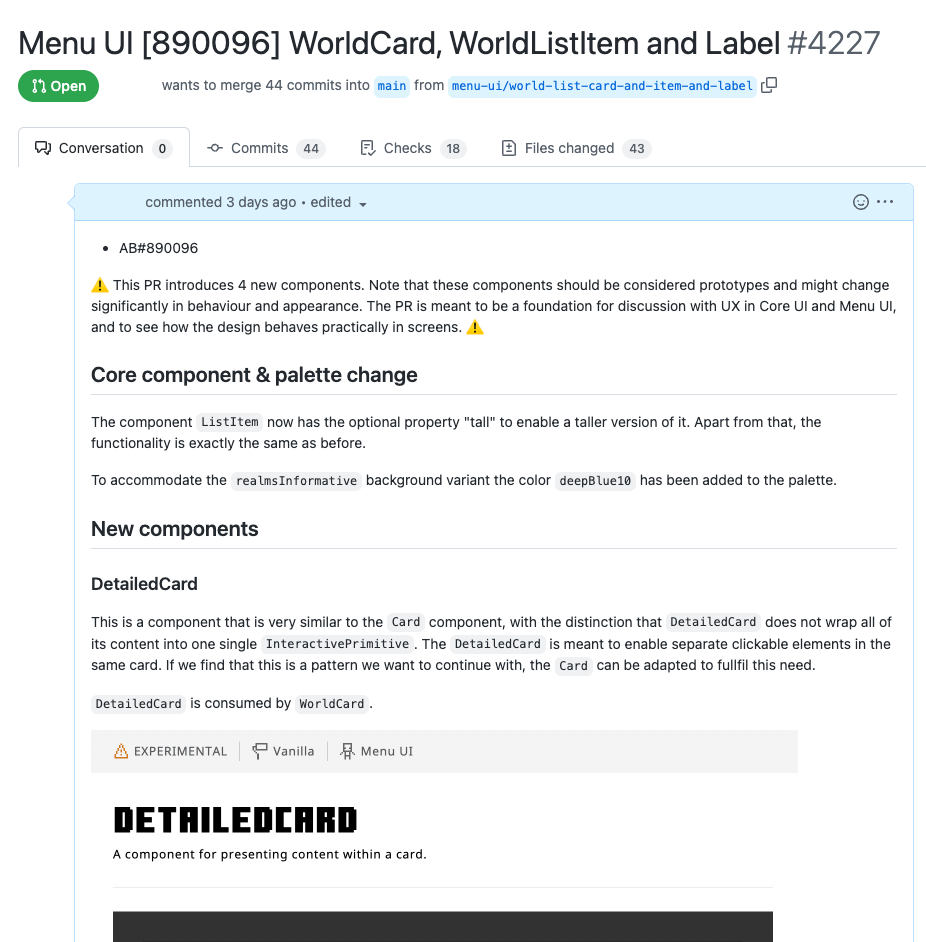 Menu UI [890096] WorldCard, WorldListItem and Label #4227
Open wants to merge 44 commits into main from menu-ui/world-list-card-and-item-and-label
Conversation 0 Commits 44 Checks 18 Files changed 43
commented 3 days ago • edited
• AB#890096
⚠️ This PR introduces 4 new components. Note that these components should be considered prototypes and might change
significantly in behaviour and appearance. The PR is meant to be a foundation for discussion with UX in Core UI and Menu UI,
and to see how the design behaves practically in screens. ⚠️
Core component & palette change
The component ListItem now has the optional property "tall" to enable a taller version of it. Apart from that, the
functionality is exactly the same as before.
To accommodate the realmsInformative background variant the color deepBlue10 has been added to the palette.
New components
DetailedCard
This is a component that is very similar to the Card component, with the distinction that DetailedCard does not wrap all of
its content into one single InteractivePrimitive. The DetailedCard is meant to enable separate clickable elements in the
same card. If we find that this is a pattern we want to continue with, the Card can be adapted to fullfil this need.
DetailedCard is consumed by WorldCard.
EXPERIMENTAL Vanilla Menu UI
DETAILEDCARD
A component for presenting content within a card.